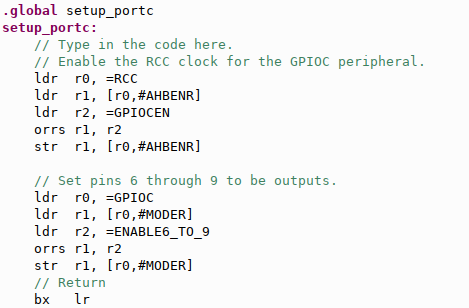 .global setup_portc
setup_portc:
    // Type in the code here.
    // Enable the RCC clock for the GPIOC peripheral.
    ldr  r0, =RCC
    ldr  r1, [r0,#AHBENR]
    ldr  r2, =GPIOCEN
    orrs r1, r2
    str  r1, [r0,#AHBENR]

    // Set pins 6 through 9 to be outputs.
    ldr  r0, =GPIOC
    ldr  r1, [r0,#MODER]
    ldr  r2, =ENABLE6_TO_9
    orrs r1, r2
    str  r1, [r0,#MODER]
    // Return
    bx   lr